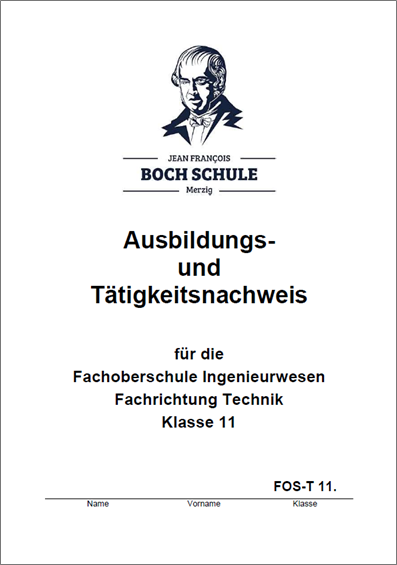 JEAN FRANÇOIS
BOCH SCHULE
Merzig
Ausbildungs-
und
Tätigkeitsnachweis
für die
Fachoberschule Ingenieurwesen
Fachrichtung Technik
Klasse 11
FOS-T 11.
Name Vorname Klasse